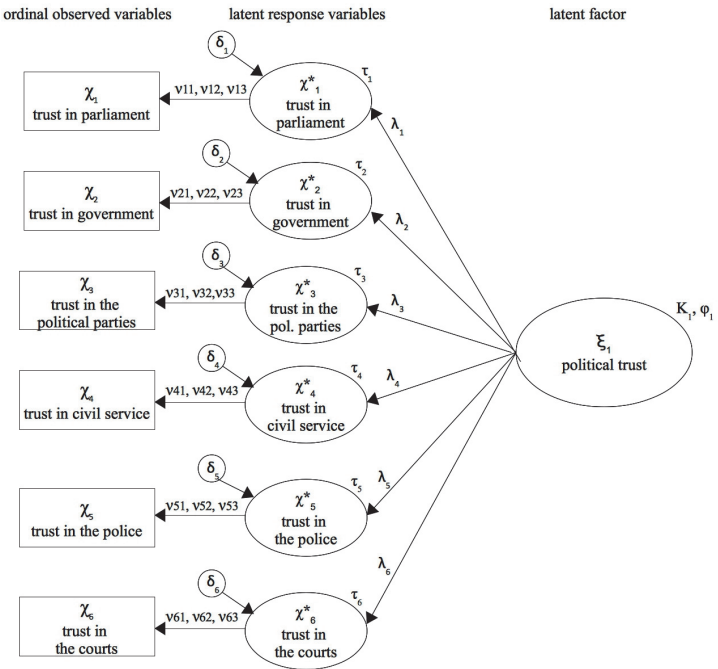 ordinal observed variables latent response variables latent factor
δ₁
χ₁
trust in parliament
ν11, ν12, ν13
χ*₁
trust in
parliament
τ₁
λ₁
δ₂
χ₂
trust in government
ν21, ν22, ν23
χ*₂
trust in
government
τ₂
λ₂
δ₃
χ₃
trust in the
political parties
ν31, ν32,ν33
χ*₃
trust in the
pol. parties
τ₃
λ₃
K₁, φ₁
ξ₁
political trust
δ₄
χ₄
trust in civil service
ν41, ν42, ν43
χ*₄
trust in
civil service
τ₄
λ₄
δ₅
χ₅
trust in the police
ν51, ν52, ν53
χ*₅
trust in
the police
τ₅
λ₅
δ₆
χ₆
trust in
the courts
ν61, ν62, ν63
χ*₆
trust in
the courts
τ₆
λ₆